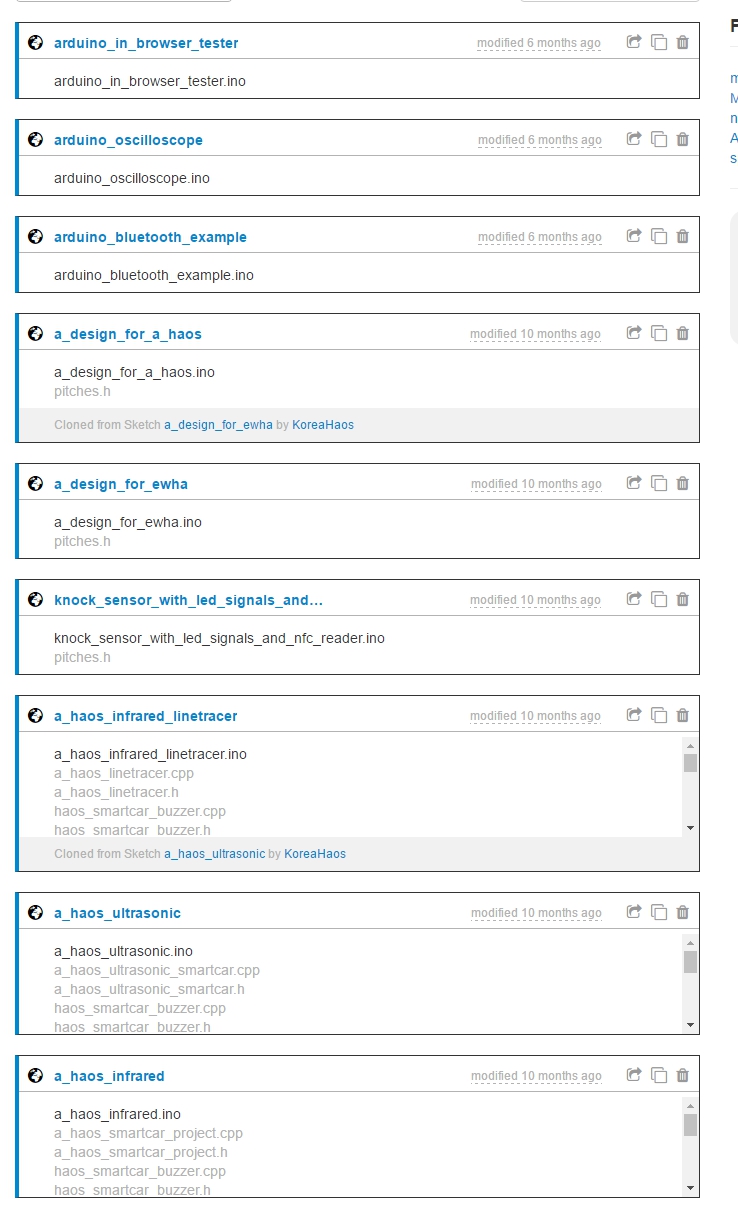 arduino_in_browser_tester modified 6 months ago
arduino_in_browser_tester.ino
arduino_oscilloscope modified 6 months ago
arduino_oscilloscope.ino
arduino_bluetooth_example modified 6 months ago
arduino_bluetooth_example.ino
a_design_for_a_haos modified 10 months ago
a_design_for_a_haos.ino
pitches.h
Cloned from Sketch a_design_for_ewha by KoreaHaos
a_design_for_ewha modified 10 months ago
a_design_for_ewha.ino
pitches.h
knock_sensor_with_led_signals_and... modified 10 months ago
knock_sensor_with_led_signals_and_nfc_reader.ino
pitches.h
a_haos_infrared_linetracer modified 10 months ago
a_haos_infrared_linetracer.ino
a_haos_linetracer.cpp
a_haos_linetracer.h
haos_smartcar_buzzer.cpp
haos_smartcar_buzzer.h
Cloned from Sketch a_haos_ultrasonic by KoreaHaos
a_haos_ultrasonic modified 10 months ago
a_haos_ultrasonic.ino
a_haos_ultrasonic_smartcar.cpp
a_haos_ultrasonic_smartcar.h
haos_smartcar_buzzer.cpp
haos_smartcar_buzzer.h
a_haos_infrared modified 10 months ago
a_haos_infrared.ino
a_haos_smartcar_project.cpp
a_haos_smartcar_project.h
haos_smartcar_buzzer.cpp
haos_smartcar_buzzer.h